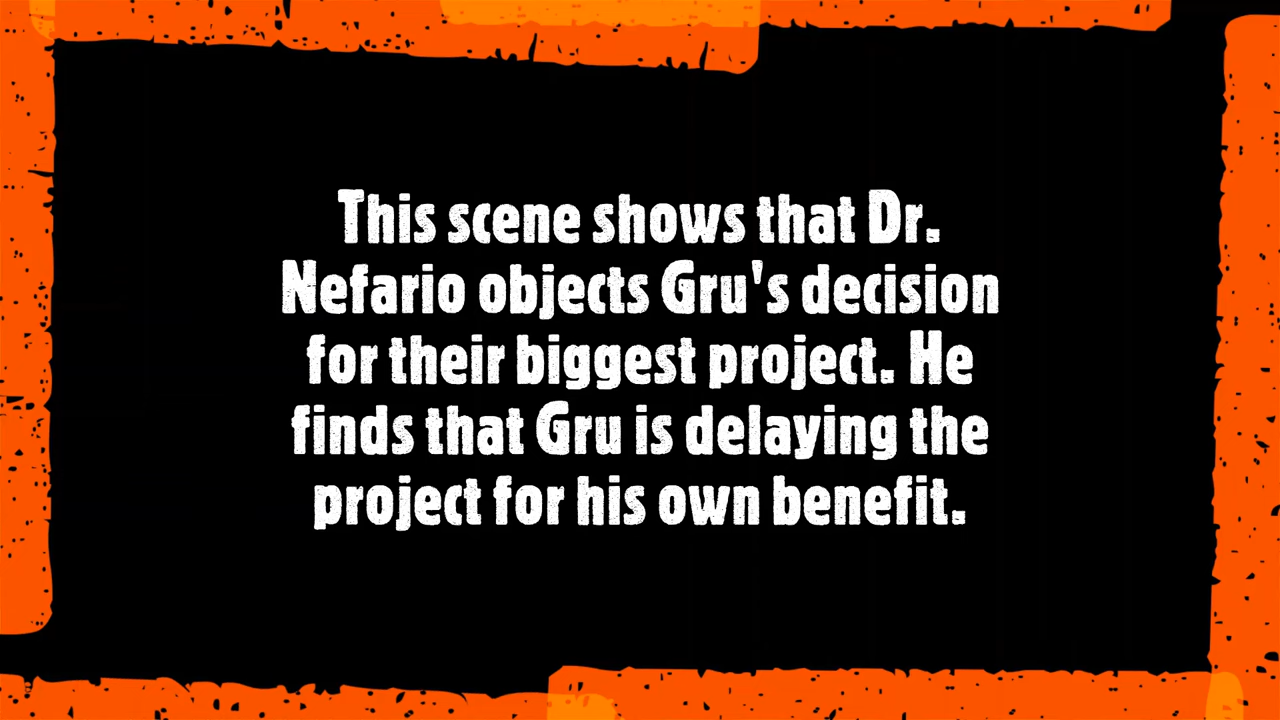 This scene shows that Dr.
Nefario objects Gru's decision
for their biggest project. He
finds that Gru is delaying the
project for his own benefit.